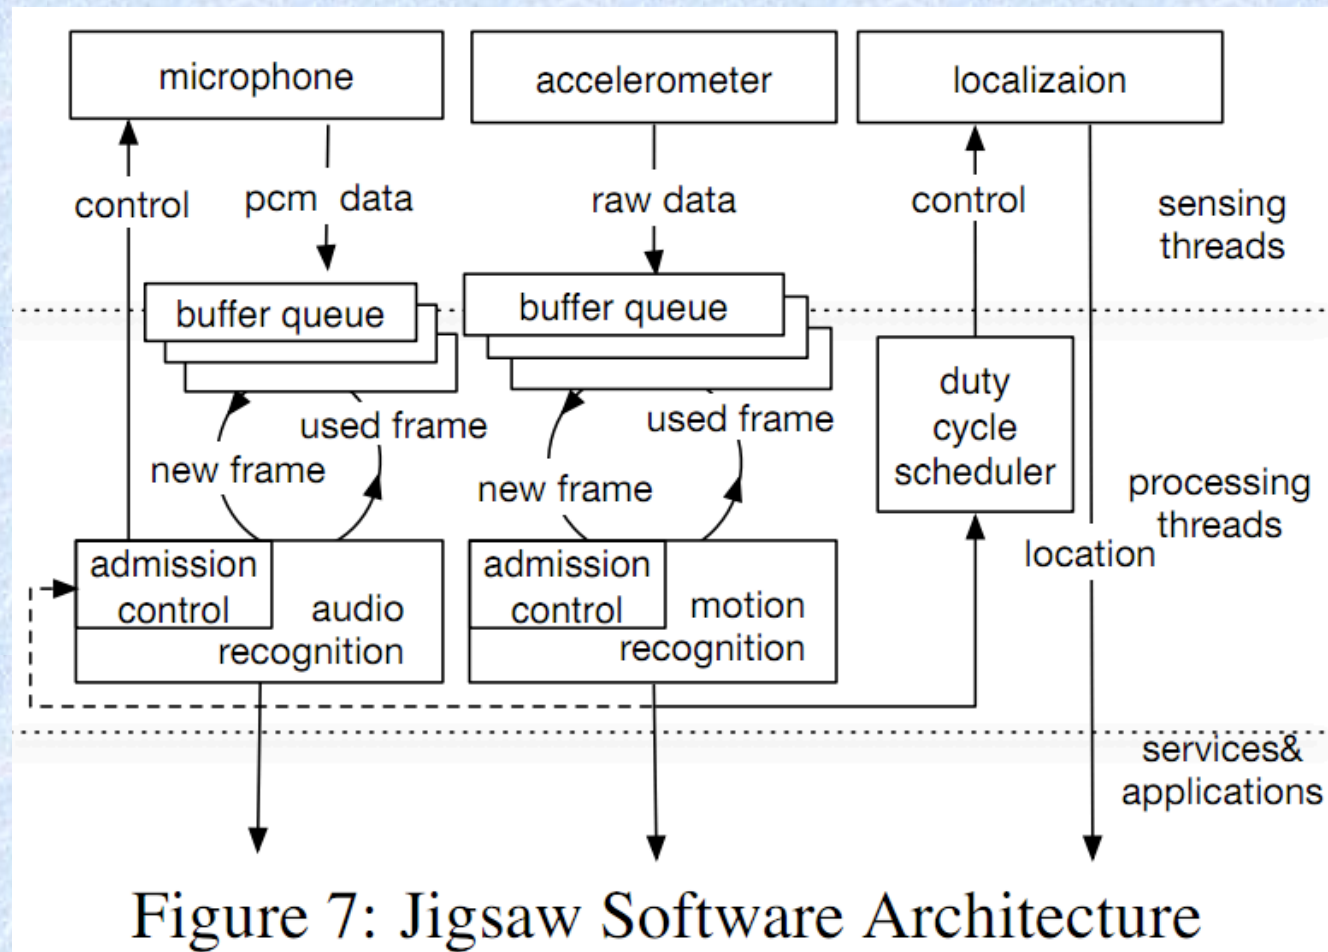 microphone
accelerometer
localizaion
control
pcm data
raw data
control
sensing
threads
buffer queue
buffer queue
duty
cycle
scheduler
used frame
new frame
used frame
new frame
processing
threads
location
admission
control
audio
recognition
admission
control
motion
recognition
services&
applications
Figure 7: Jigsaw Software Architecture